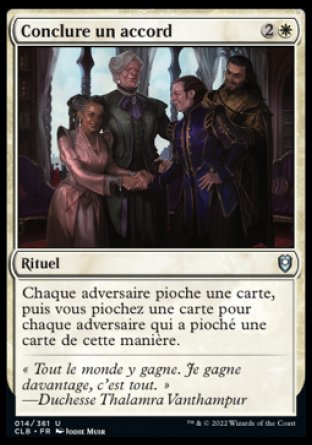 Conclure un accord 2
Rituel
Chaque adversaire pioche une carte,
puis vous piochez une carte pour
chaque adversaire qui a pioché une
carte de cette manière.
« Tout le monde y gagne. Je gagne
davantage, c'est tout. »
—Duchesse Thalamra Vanthampur
014/361 U
CLB • FR Jodie Muir
™ & © 2022 Wizards of the Coast